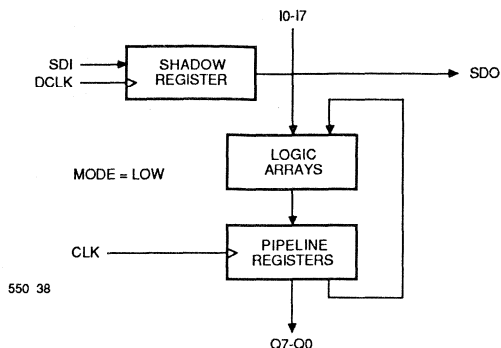 I0-I7
SDI
DCLK
SHADOW
REGISTER
SDO
LOGIC
ARRAYS
MODE = LOW
CLK
PIPELINE
REGISTERS
550 38
Q7-Q0